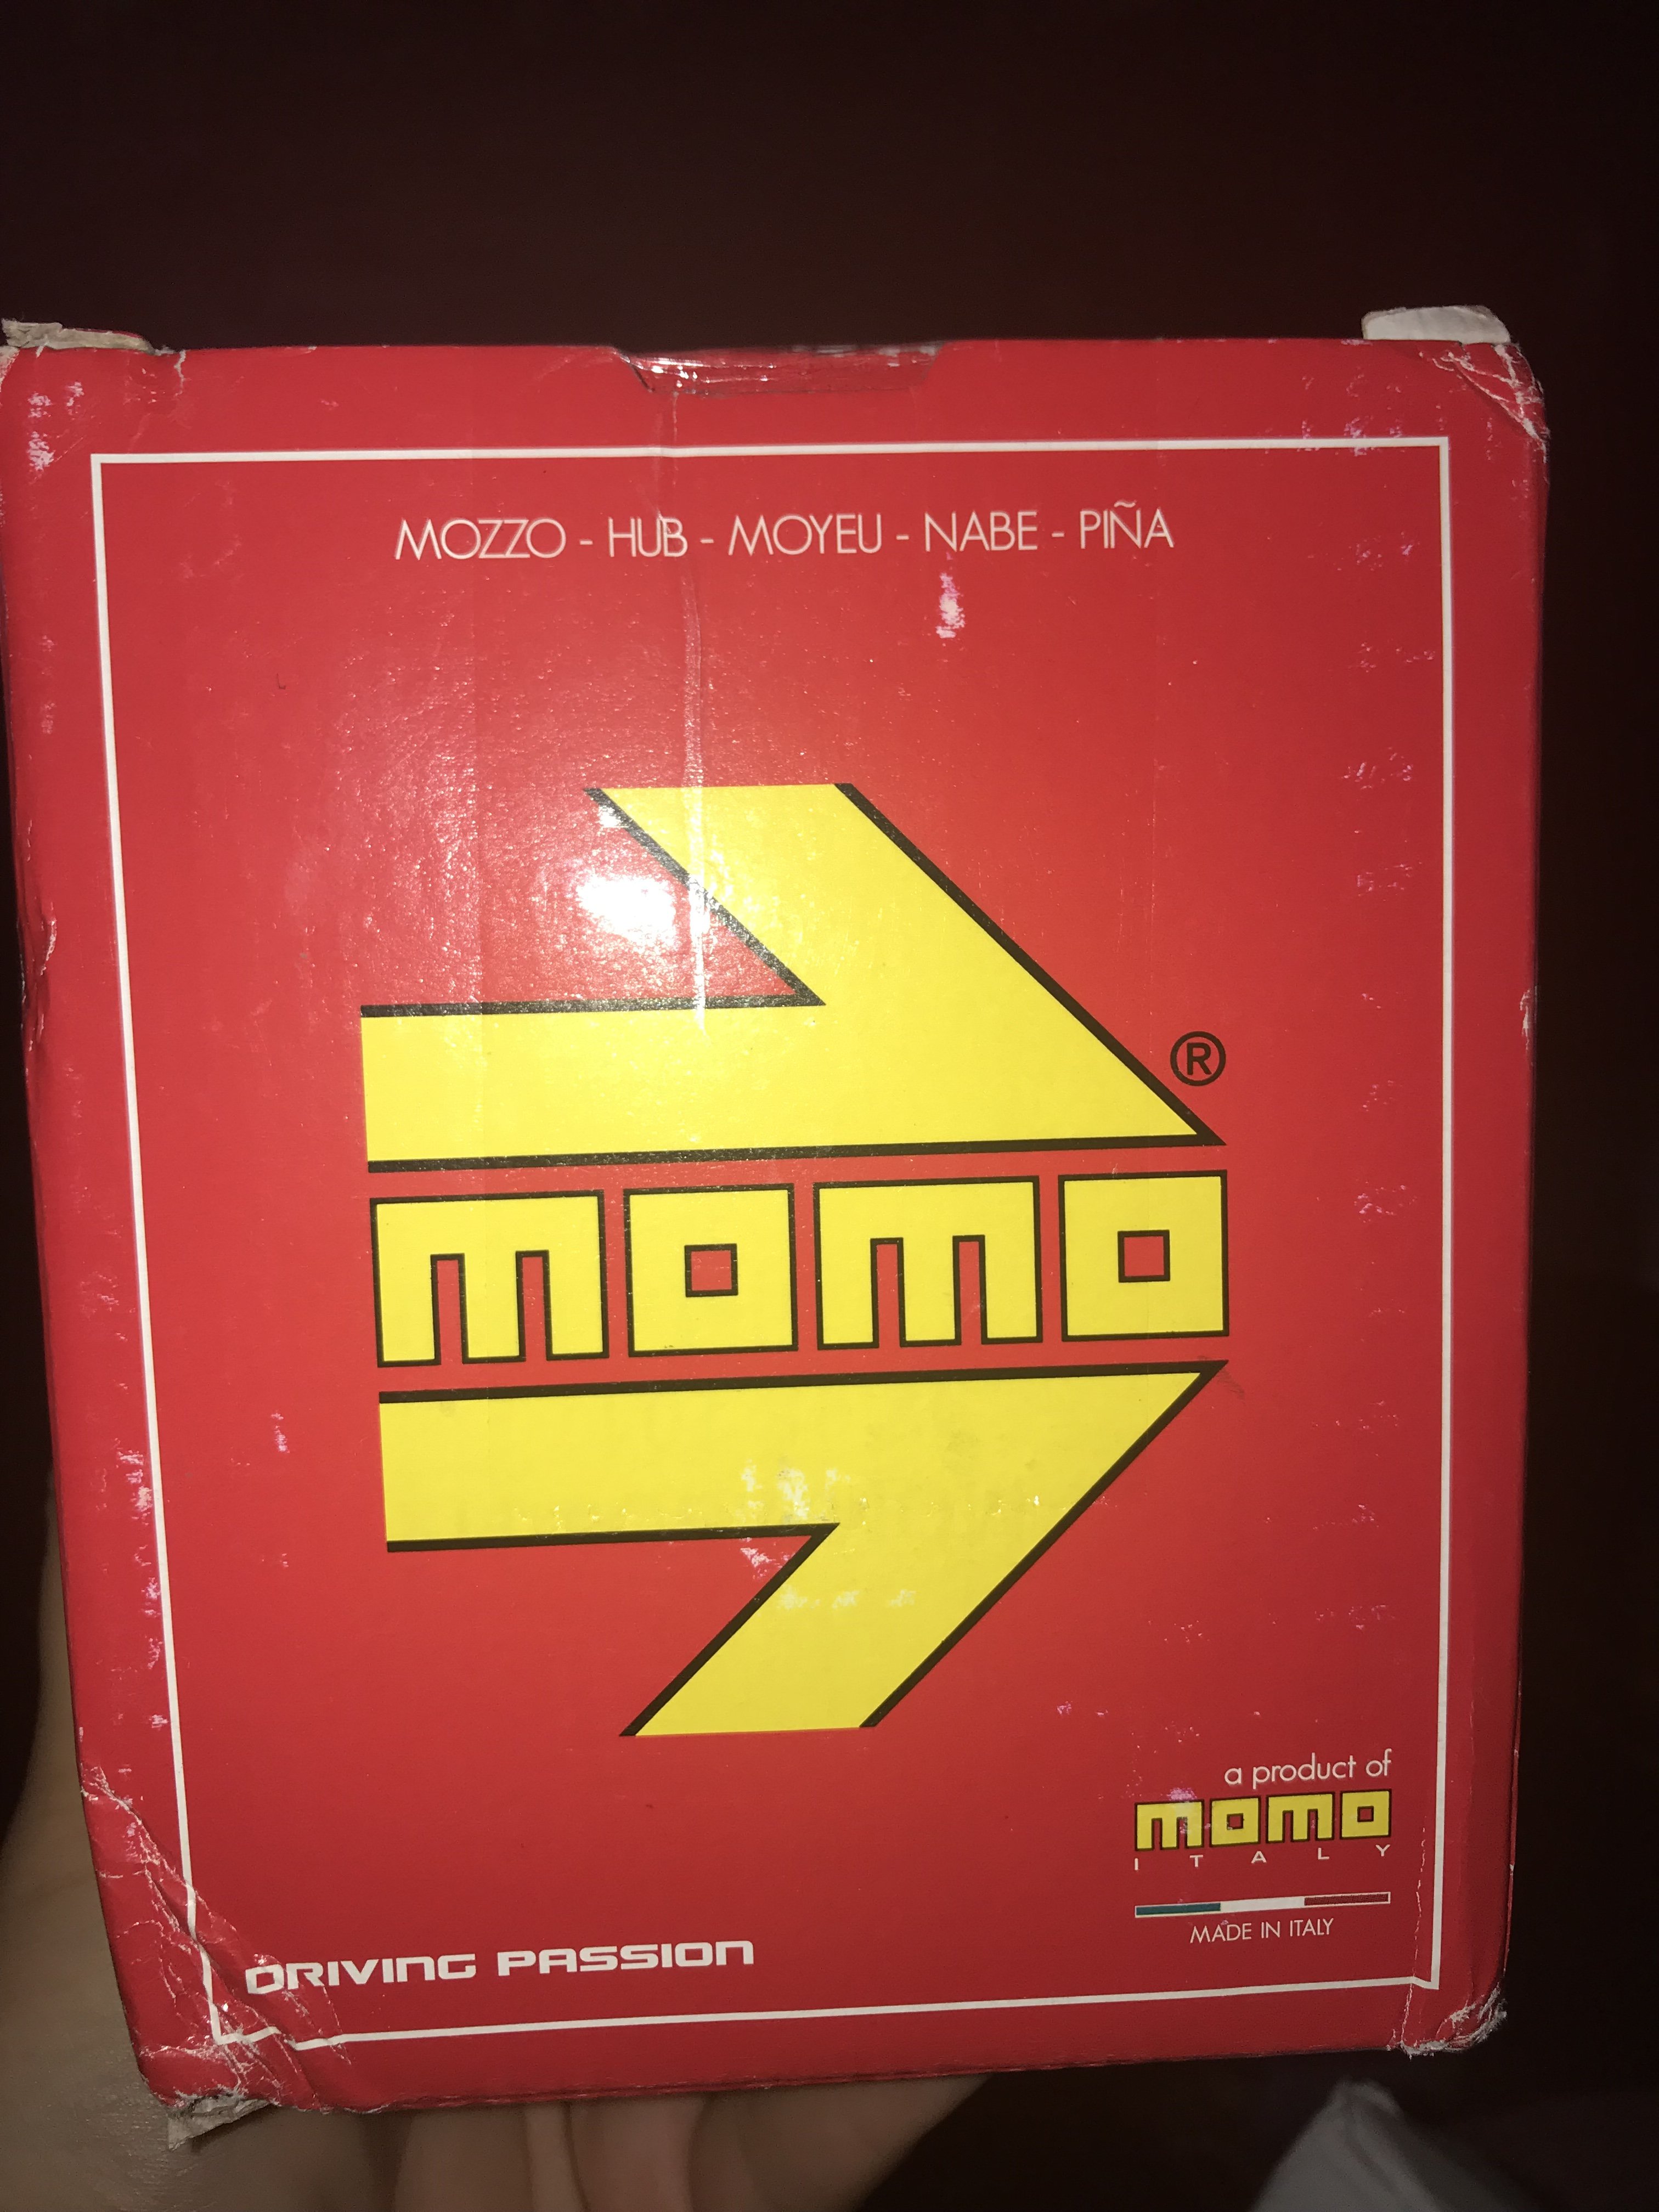 MOZZO - HUB - MOYEU - NABE - PIÑA
®
momo
a product of
momo
ITALY
MADE IN ITALY
DRIVING PASSION